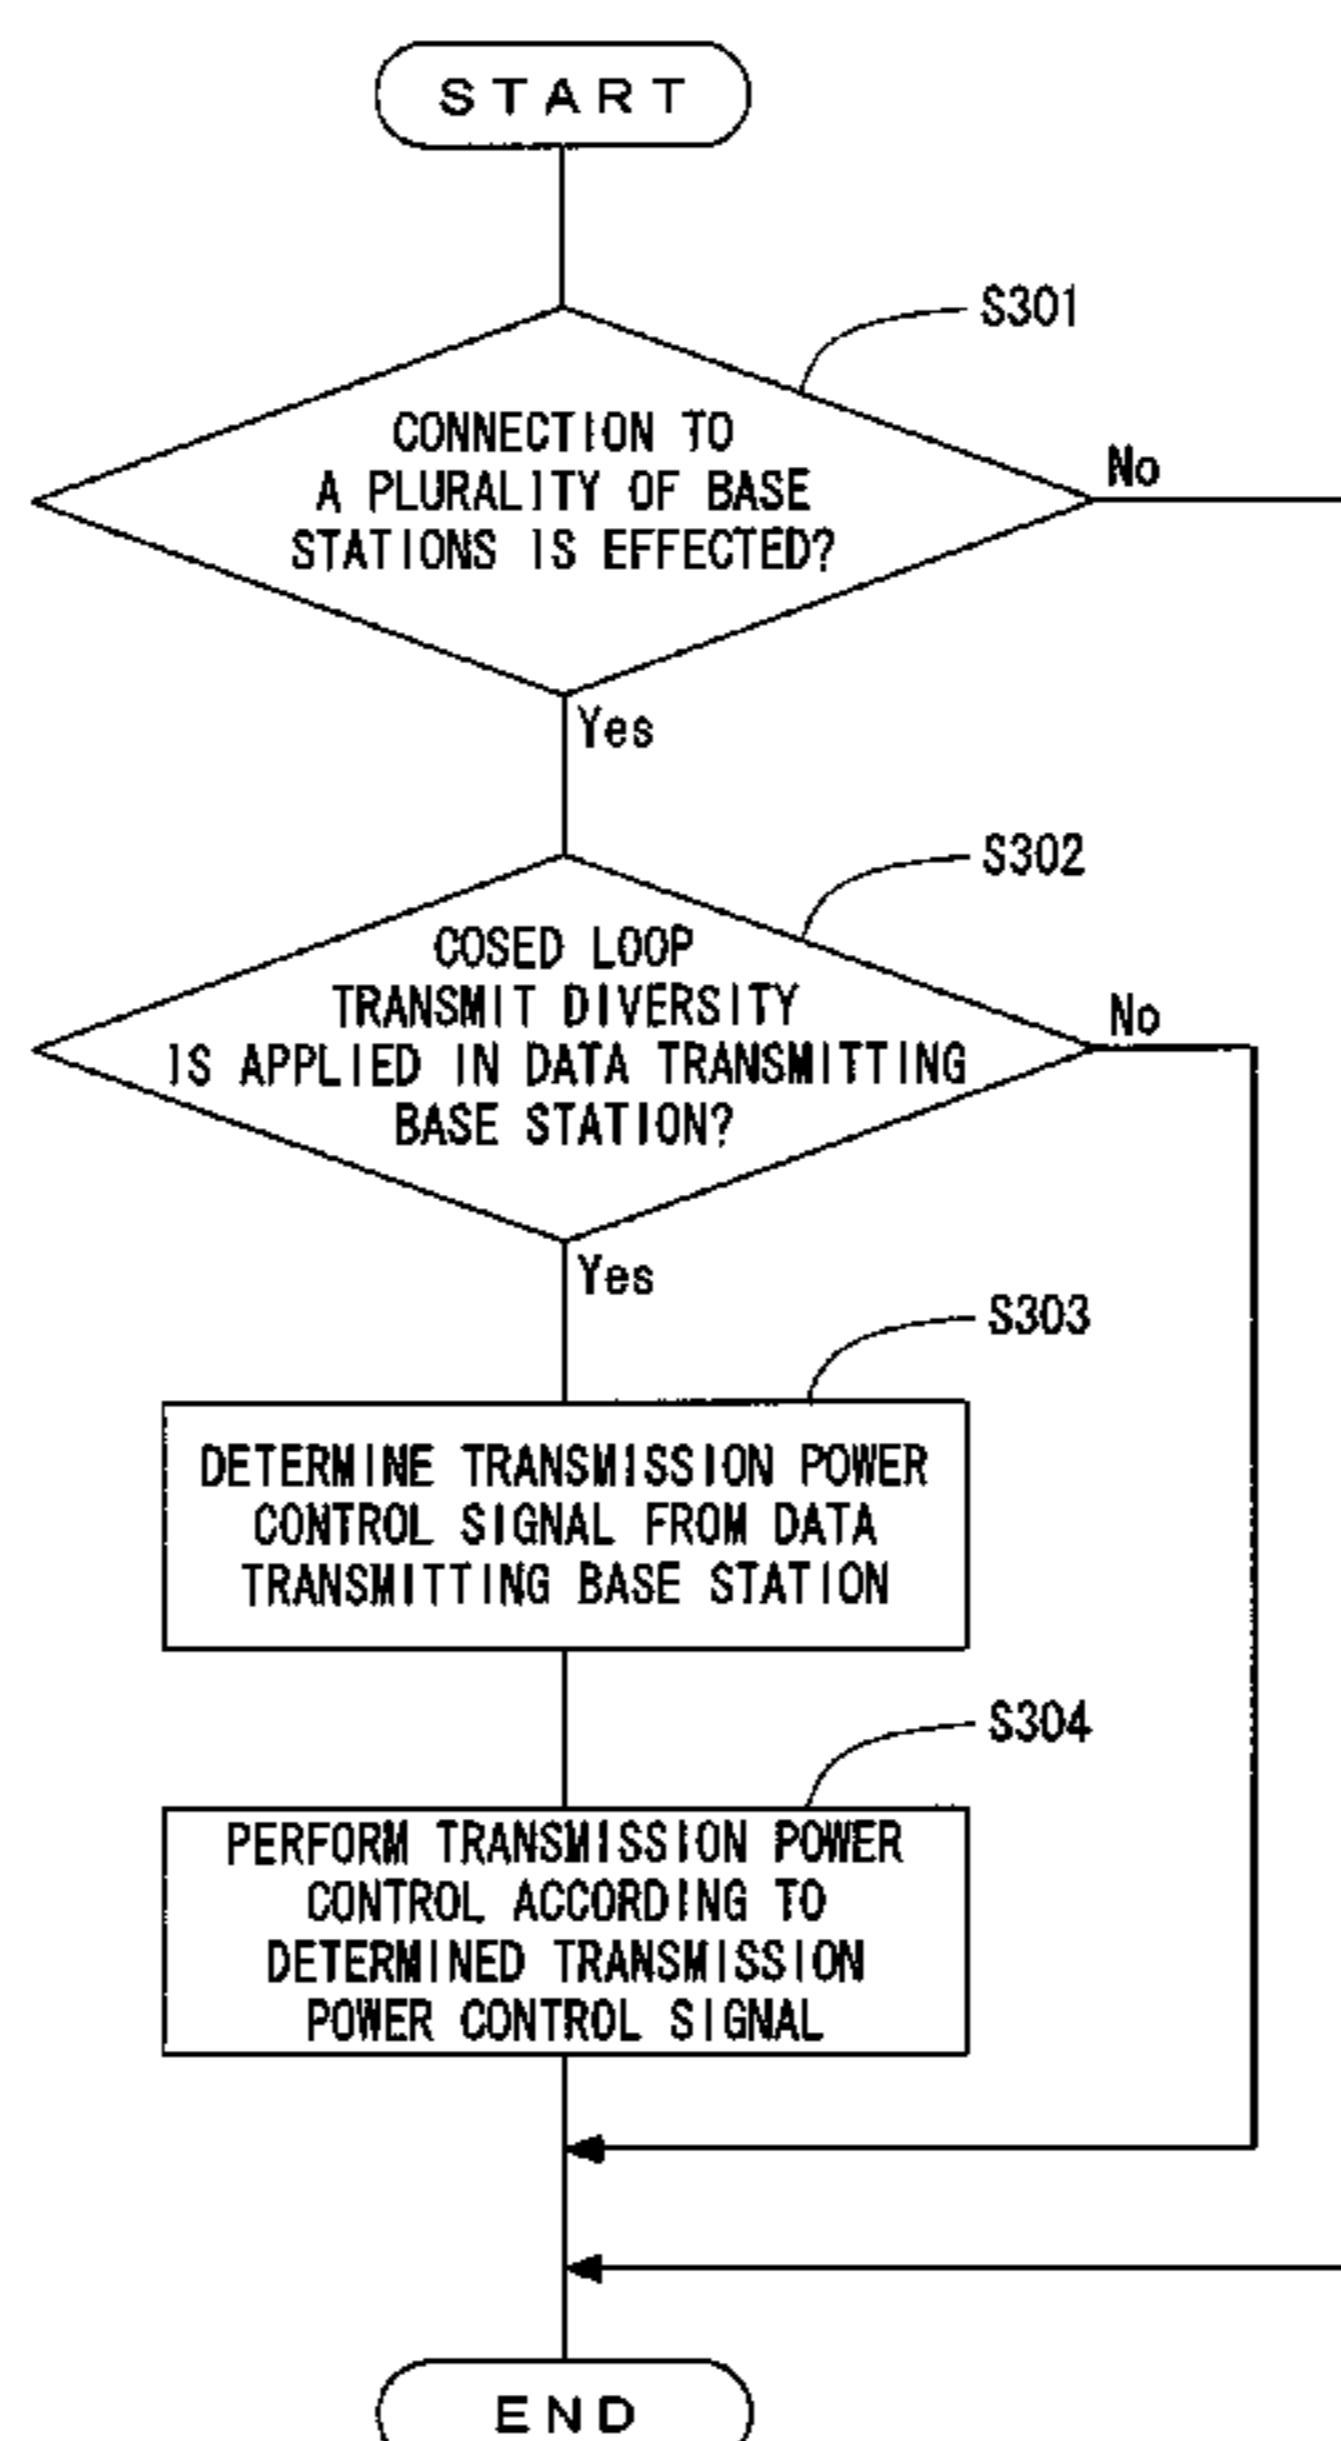 START
S301
CONNECTION TO
A PLURALITY OF BASE
STATIONS IS EFFECTED?
No
Yes
S302
COSED LOOP
TRANSMIT DIVERSITY
IS APPLIED IN DATA TRANSMITTING
BASE STATION?
No
Yes
S303
DETERMINE TRANSMISSION POWER
CONTROL SIGNAL FROM DATA
TRANSMITTING BASE STATION
S304
PERFORM TRANSMISSION POWER
CONTROL ACCORDING TO
DETERMINED TRANSMISSION
POWER CONTROL SIGNAL
END